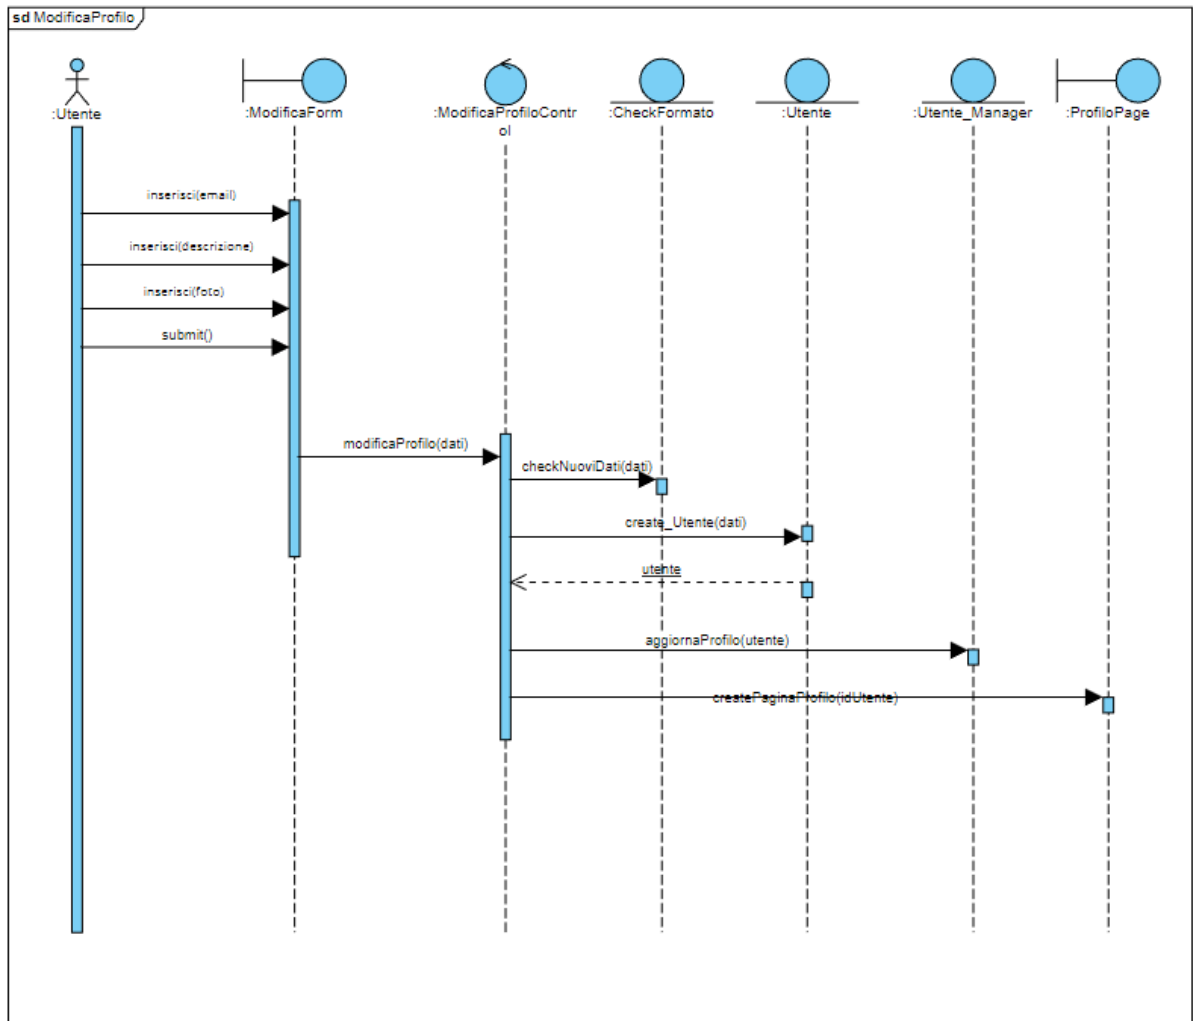 sd ModificaProfilo
:Utente
:ModificaForm
:ModificaProfiloContr
ol
:CheckFormato
:Utente
:Utente_Manager
:ProfiloPage
inserisci(email)
inserisci(descrizione)
inserisci(foto)
submit()
modificaProfilo(dati)
checkNuoviDati(dati)
create_Utente(dati)
utente
aggiornaProfilo(utente)
createPaginaProfilo(idUtente)